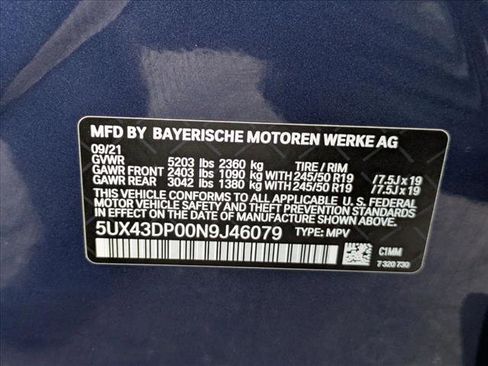 MFD BY BAYERISCHE MOTOREN WERKE AG
09/21
GVWR 5203 lbs 2360 kg TIRE / RIM
GAWR FRONT 2403 lbs 1090 kg WITH 245/50 R19 /7.5J x 19
GAWR REAR 3042 lbs 1380 kg WITH 245/50 R19 /7.5J x 19
THIS VEHICLE CONFORMS TO ALL APPLICABLE U. S. FEDERAL
MOTOR VEHICLE SAFETY AND THEFT PREVENTION STANDARDS
IN EFFECT ON THE DATE OF MANUFACTURE SHOWN ABOVE.
5UX43DP00N9J46079 TYPE: MPV
C1MM
7 320 730